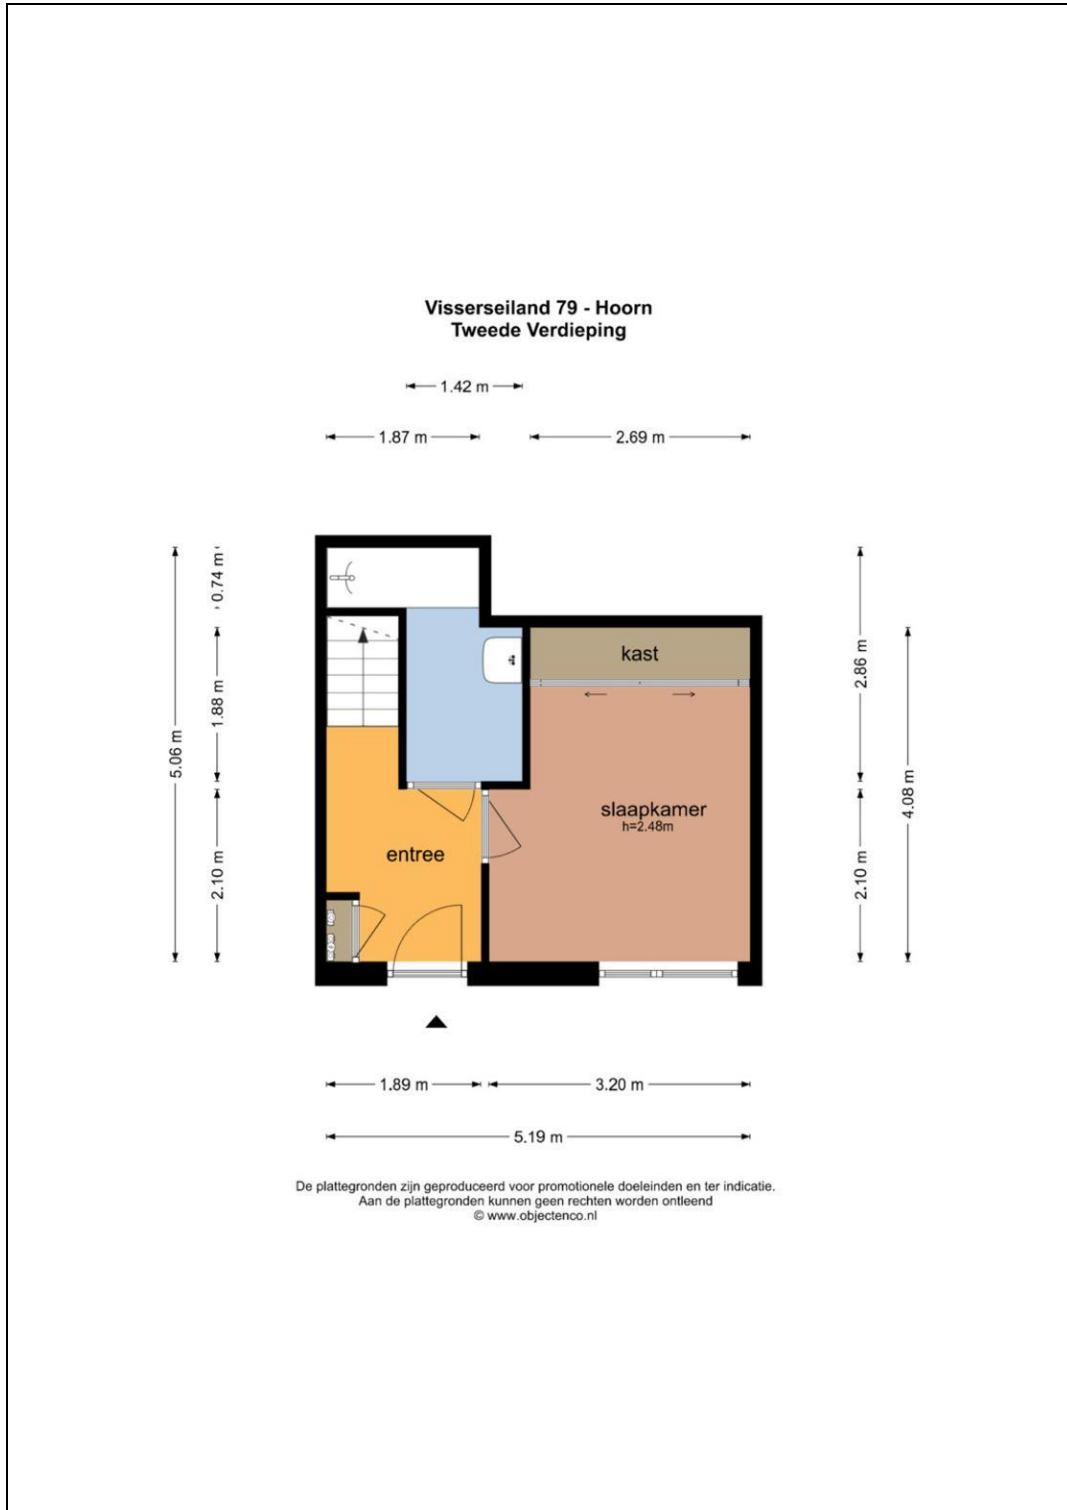 Visserseiland 79 - Hoorn
Tweede Verdieping
1.42 m
1.87 m
2.69 m
0.74 m
1.88 m
5.06 m
2.10 m
kast
slaapkamer
h=2.48m
entree
2.86 m
4.08 m
2.10 m
1.89 m
3.20 m
5.19 m
De plattegronden zijn geproduceerd voor promotionele doeleinden en ter indicatie.
Aan de plattegronden kunnen geen rechten worden ontleend
© www.objectenco.nl